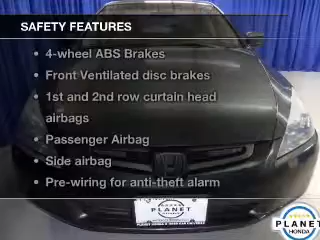 SAFETY FEATURES
• 4-wheel ABS Brakes
• Front Ventilated disc brakes
• 1st and 2nd row curtain head
airbags
• Passenger Airbag
• Side airbag
• Pre-wiring for anti-theft alarm
PLANET
HONDA
PLANET
HONDA